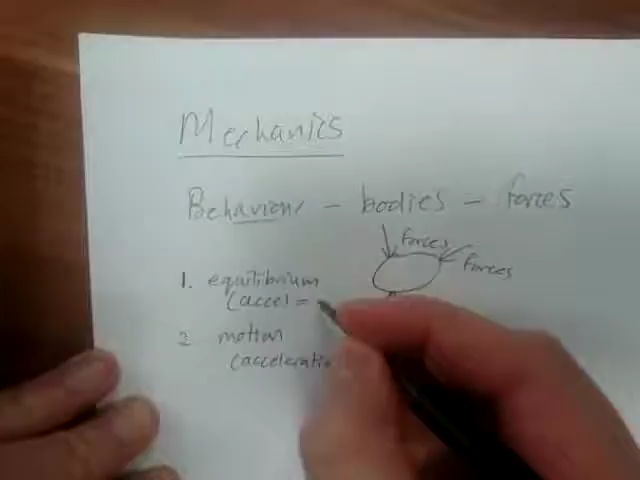 Mechanics
Behaviour - bodies - forces
forces
forces
1. equilibrium
(accel =
2 motion
(acceleratio